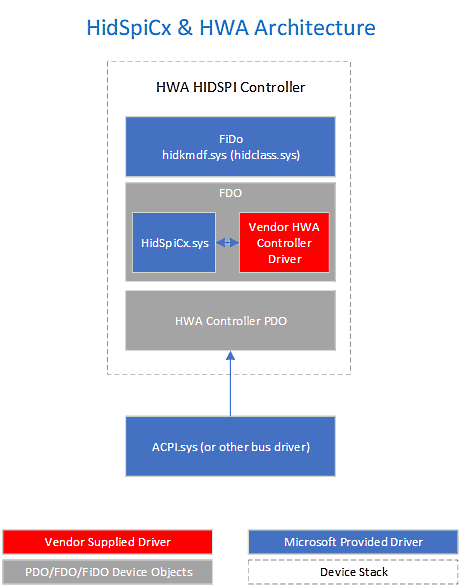 HidSpiCx & HWA Architecture
HWA HIDSPI Controller
FiDo
hidkmdf.sys (hidclass.sys)
FDO
HidSpiCx.sys
Vendor HWA
Controller
Driver
HWA Controller PDO
ACPI.sys (or other bus driver)
Vendor Supplied Driver
Microsoft Provided Driver
PDO/FDO/FiDO Device Objects
Device Stack